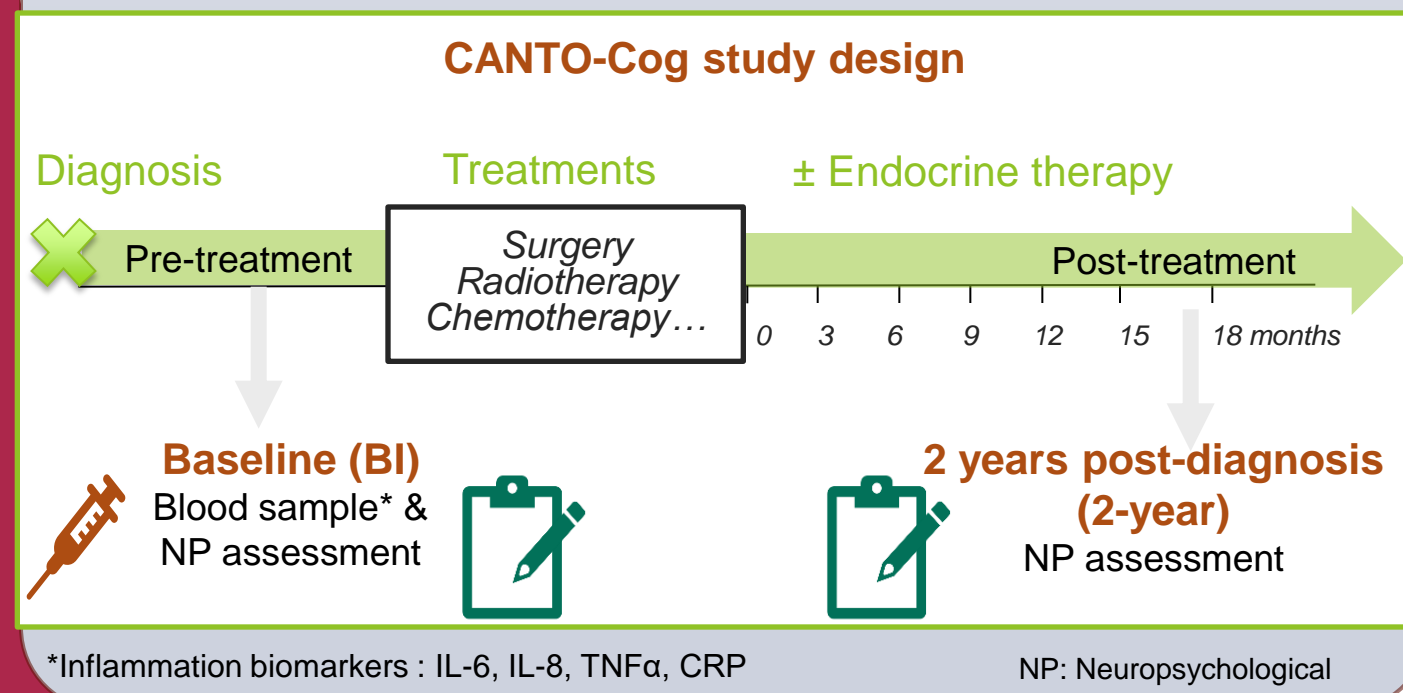 CANTO-Cog study design
Diagnosis
Treatments
± Endocrine therapy
Pre-treatment
Surgery
Radiotherapy
Chemotherapy…
Post-treatment
0 3 6 9 12 15 18 months
Baseline (BI)
Blood sample* &
NP assessment
2 years post-diagnosis
(2-year)
NP assessment
*Inflammation biomarkers : IL-6, IL-8, TNFα, CRP
NP: Neuropsychological